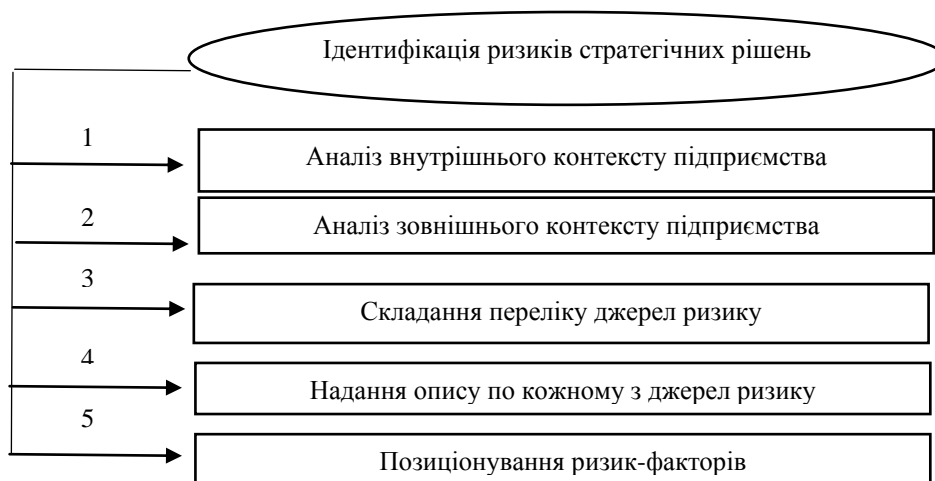 Ідентифікація ризиків стратегічних рішень
1
Аналіз внутрішнього контексту підприємства
2
Аналіз зовнішнього контексту підприємства
3
Складання переліку джерел ризику
4
Надання опису по кожному з джерел ризику
5
Позиціонування ризик-факторів